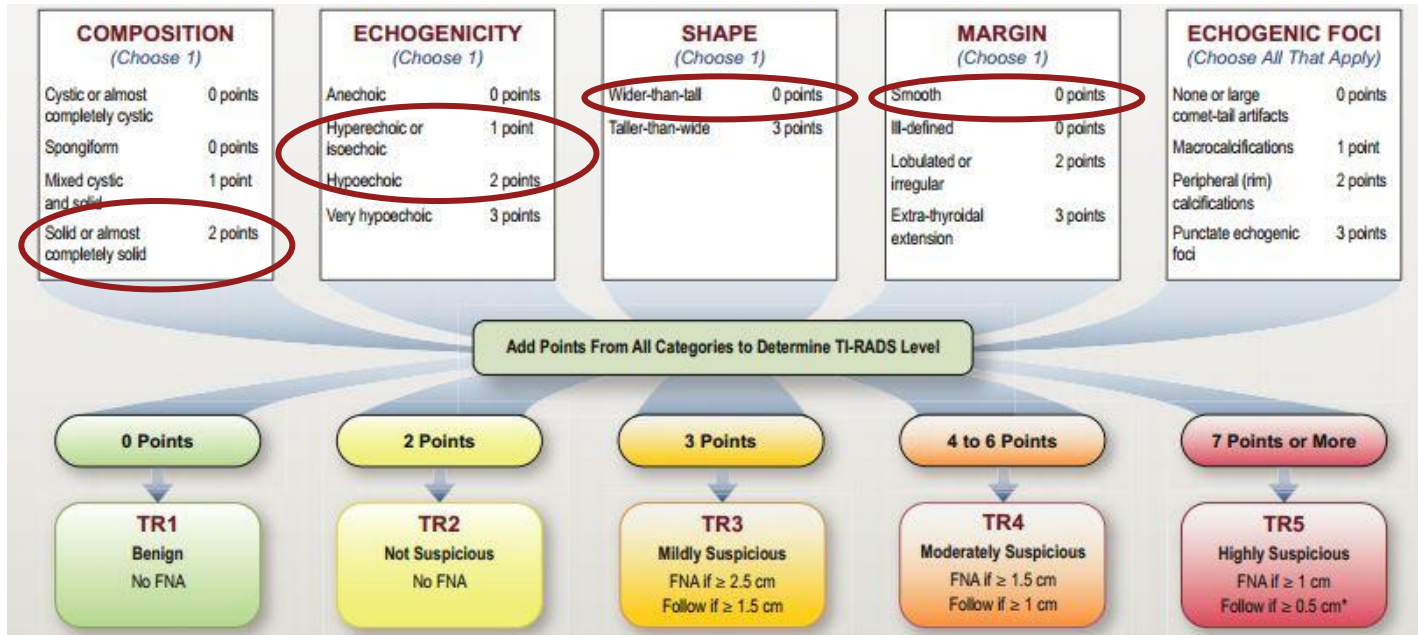 COMPOSITION
(Choose 1)
Cystic or almost 0 points
completely cystic
Spongiform 0 points
Mixed cystic 1 point
and solid
Solid or almost 2 points
completely solid
ECHOGENICITY
(Choose 1)
Anechoic 0 points
Hyperechoic or 1 point
isoechoic
Hypoechoic 2 points
Very hypoechoic 3 points
SHAPE
(Choose 1)
Wider-than-tall 0 points
Taller-than-wide 3 points
MARGIN
(Choose 1)
Smooth 0 points
Ill-defined 0 points
Lobulated or 2 points
irregular
Extra-thyroidal 3 points
extension
ECHOGENIC FOCI
(Choose All That Apply)
None or large 0 points
comet-tail artifacts
Macrocalcifications 1 point
Peripheral (rim) 2 points
calcifications
Punctate echogenic 3 points
foci
Add Points From All Categories to Determine TI-RADS Level
0 Points
2 Points
3 Points
4 to 6 Points
7 Points or More
TR1
Benign
No FNA
TR2
Not Suspicious
No FNA
TR3
Mildly Suspicious
FNA if ≥ 2.5 cm
Follow if ≥ 1.5 cm
TR4
Moderately Suspicious
FNA if ≥ 1.5 cm
Follow if ≥ 1 cm
TR5
Highly Suspicious
FNA if ≥ 1 cm
Follow if ≥ 0.5 cm*